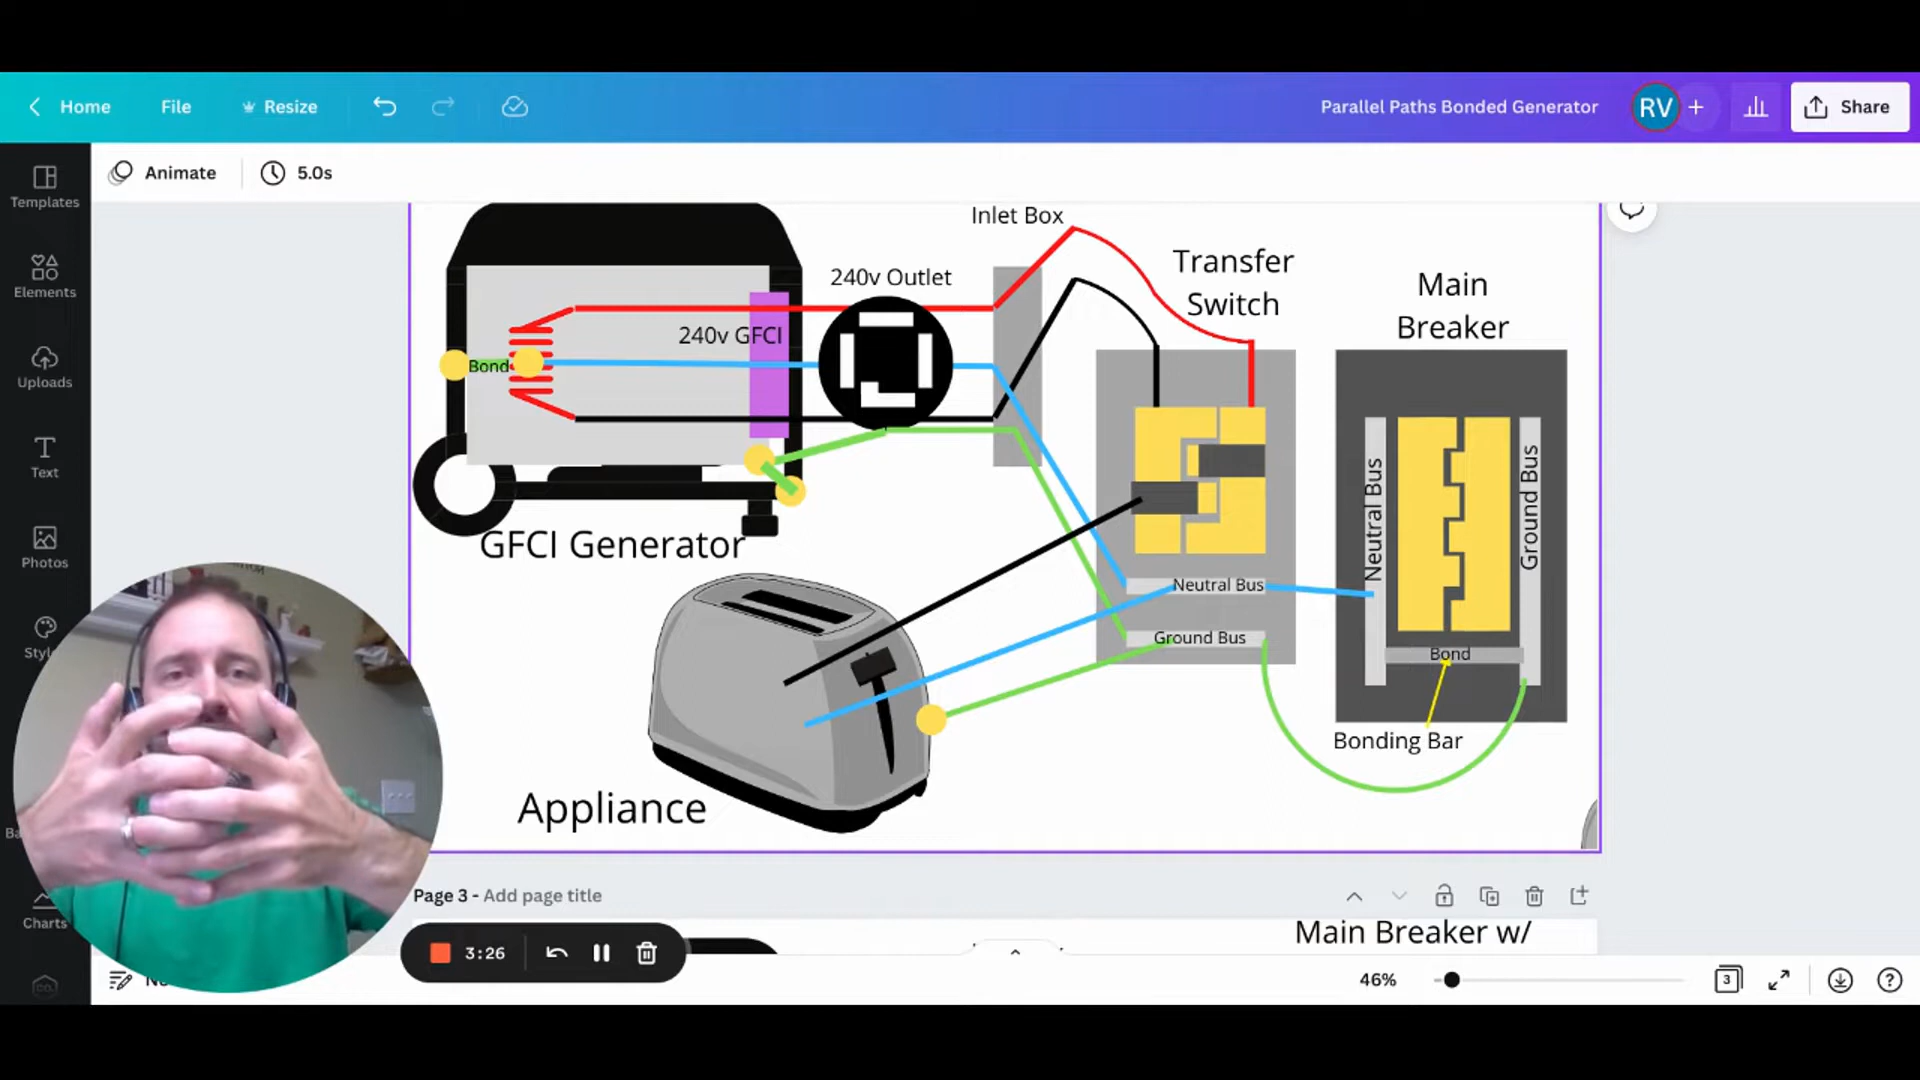 Home
File
Resize
Parallel Paths Bonded Generator
RV
+
Share
Templates
Animate
5.0s
Elements
Uploads
Text
Photos
Charts
Inlet Box
240v Outlet
Transfer
Switch
Main
Breaker
240v GFCI
Bond
GFCI Generator
Neutral Bus
Ground Bus
Neutral Bus
Ground Bus
Bond
Bonding Bar
Appliance
Page 3 - Add page title
Main Breaker w/
3:26
46%
3
?